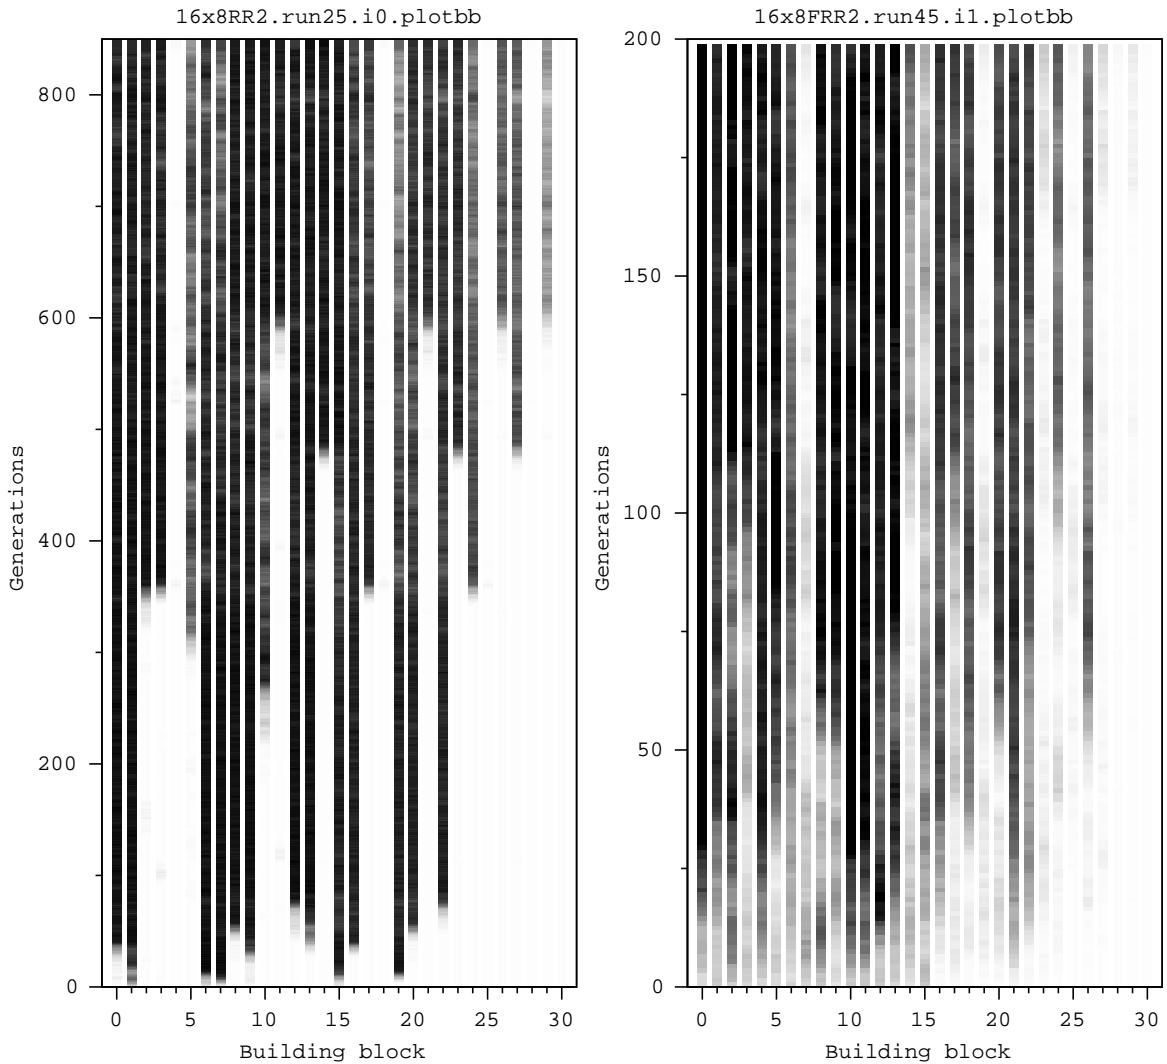 16x8RR2.run25.i0.plotbb
800
600
400
200
0
Generations
0 5 10 15 20 25 30
Building block
16x8FRR2.run45.i1.plotbb
200
150
100
50
0
Generations
0 5 10 15 20 25 30
Building block